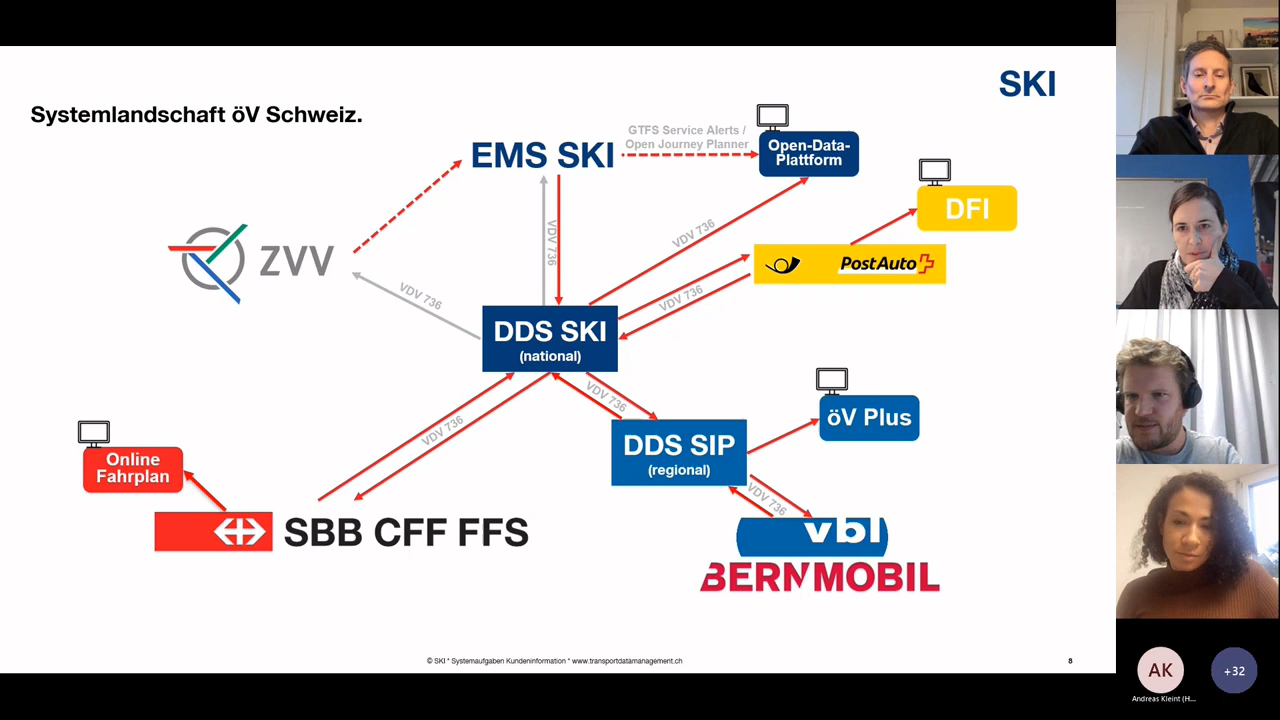 SKI
Systemlandschaft öV Schweiz.
GTFS Service Alerts /
Open Journey Planner
EMS SKI
Open-Data-
Plattform
DFI
VDV 736
VDV 736
ZVV
PostAuto
VDV 736
VDV 736
DDS SKI
(national)
VDV 736
öV Plus
VDV 736
DDS SIP
(regional)
Online
Fahrplan
VDV 736
SBB CFF FFS
vbl
BERNMOBIL
© SKI * Systemaufgaben Kundeninformation * www.transportdatamanagement.ch
8
AK
+32
Andreas Kleint (H...